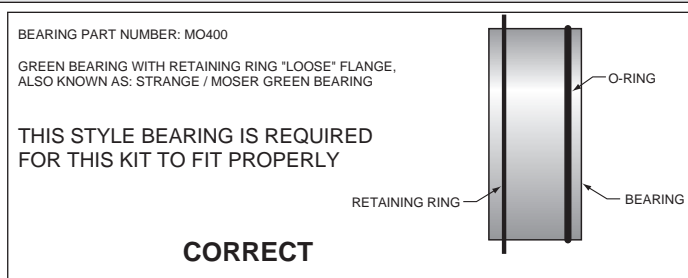 BEARING PART NUMBER: MO400
GREEN BEARING WITH RETAINING RING "LOOSE" FLANGE,
ALSO KNOWN AS: STRANGE / MOSER GREEN BEARING
THIS STYLE BEARING IS REQUIRED
FOR THIS KIT TO FIT PROPERLY
O-RING
RETAINING RING
BEARING
CORRECT